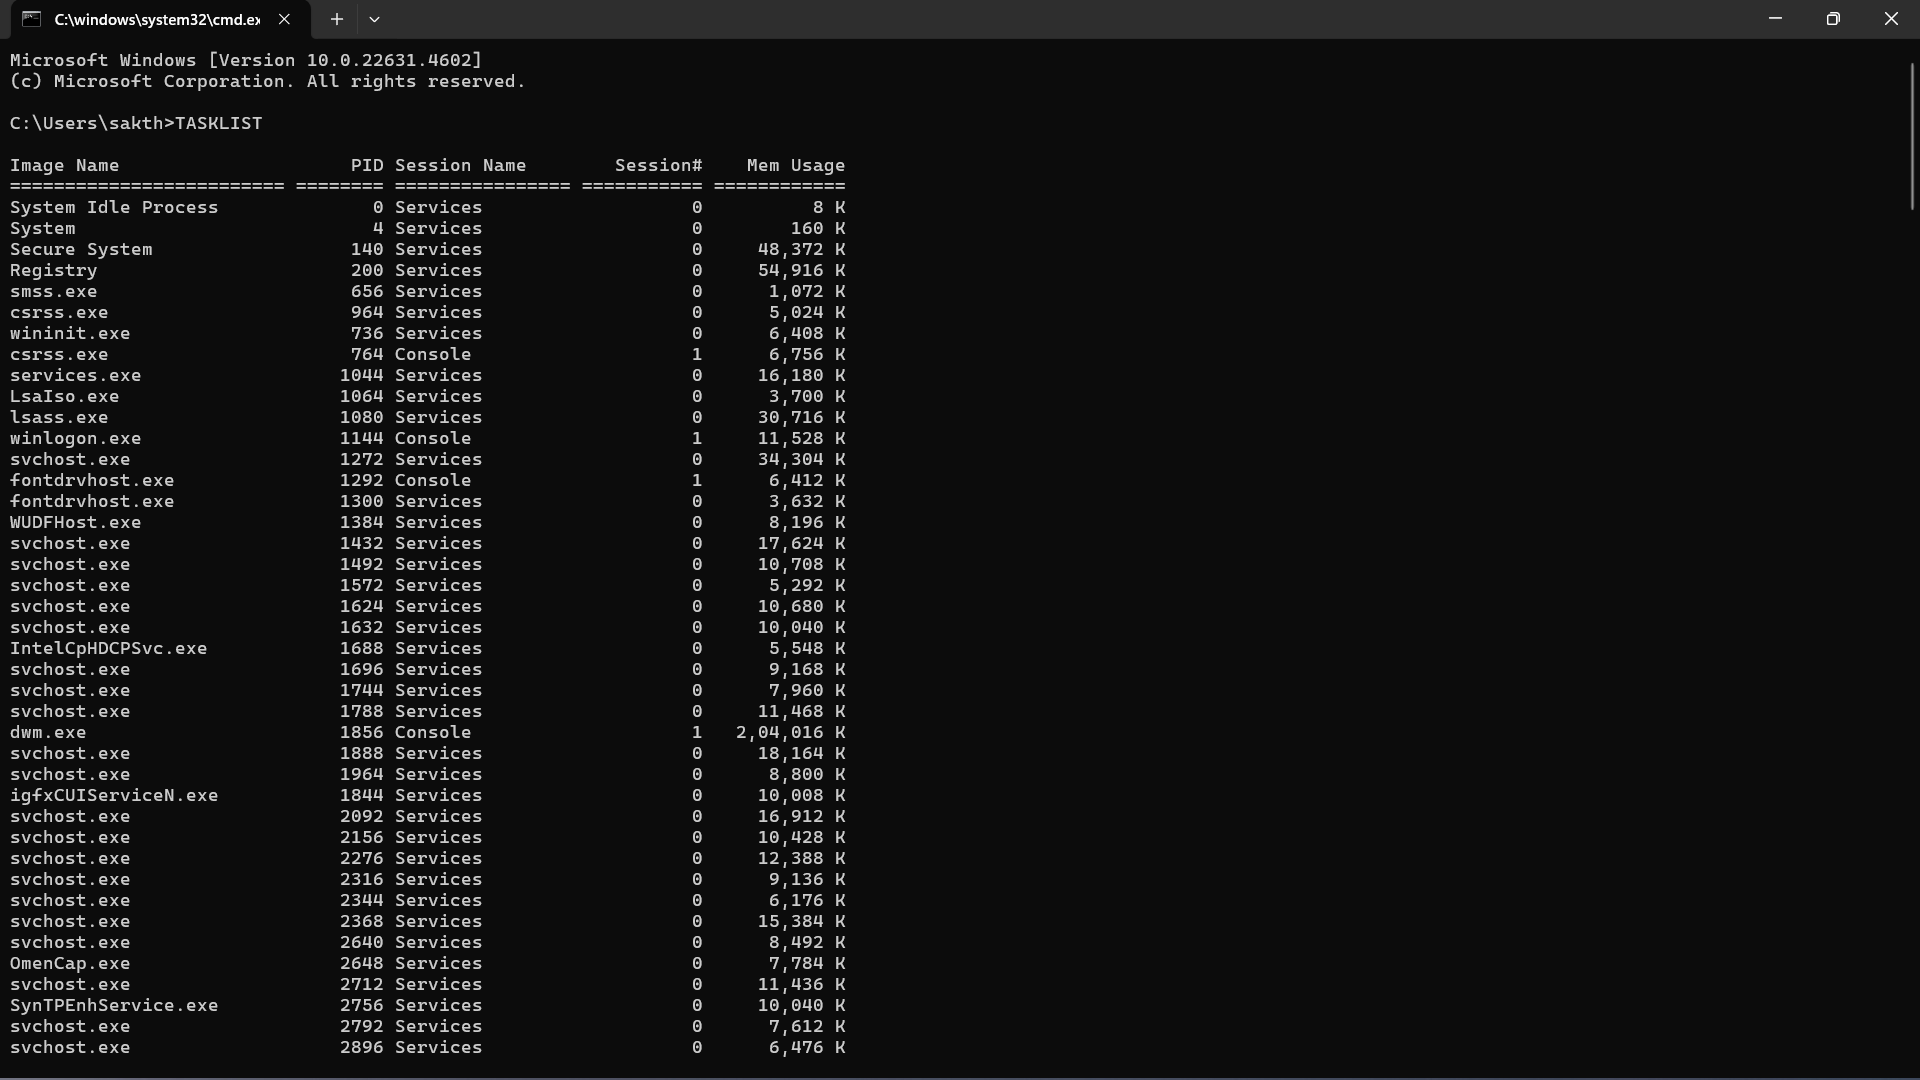 C:\windows\system32\cmd.ex
Microsoft Windows [Version 10.0.22631.4602]
(c) Microsoft Corporation. All rights reserved.
C:\Users\sakth>TASKLIST
Image Name                     PID Session Name        Session#    Mem Usage
========================= ======== ================ =========== ============
System Idle Process              0 Services                   0          8 K
System                           4 Services                   0        160 K
Secure System                  140 Services                   0     48,372 K
Registry                       200 Services                   0     54,916 K
smss.exe                       656 Services                   0      1,072 K
csrss.exe                      964 Services                   0      5,024 K
wininit.exe                    736 Services                   0      6,408 K
csrss.exe                      764 Console                    1      6,756 K
services.exe                  1044 Services                   0     16,180 K
LsaIso.exe                    1064 Services                   0      3,700 K
lsass.exe                     1080 Services                   0     30,716 K
winlogon.exe                  1144 Console                    1     11,528 K
svchost.exe                   1272 Services                   0     34,304 K
fontdrvhost.exe               1292 Console                    1      6,412 K
fontdrvhost.exe               1300 Services                   0      3,632 K
WUDFHost.exe                  1384 Services                   0      8,196 K
svchost.exe                   1432 Services                   0     17,624 K
svchost.exe                   1492 Services                   0     10,708 K
svchost.exe                   1572 Services                   0      5,292 K
svchost.exe                   1624 Services                   0     10,680 K
svchost.exe                   1632 Services                   0     10,040 K
IntelCpHDCPSvc.exe            1688 Services                   0      5,548 K
svchost.exe                   1696 Services                   0      9,168 K
svchost.exe                   1744 Services                   0      7,960 K
svchost.exe                   1788 Services                   0     11,468 K
dwm.exe                       1856 Console                    1   2,04,016 K
svchost.exe                   1888 Services                   0     18,164 K
svchost.exe                   1964 Services                   0      8,800 K
igfxCUIServiceN.exe           1844 Services                   0     10,008 K
svchost.exe                   2092 Services                   0     16,912 K
svchost.exe                   2156 Services                   0     10,428 K
svchost.exe                   2276 Services                   0     12,388 K
svchost.exe                   2316 Services                   0      9,136 K
svchost.exe                   2344 Services                   0      6,176 K
svchost.exe                   2368 Services                   0     15,384 K
svchost.exe                   2640 Services                   0      8,492 K
OmenCap.exe                   2648 Services                   0      7,784 K
svchost.exe                   2712 Services                   0     11,436 K
SynTPEnhService.exe           2756 Services                   0     10,040 K
svchost.exe                   2792 Services                   0      7,612 K
svchost.exe                   2896 Services                   0      6,476 K